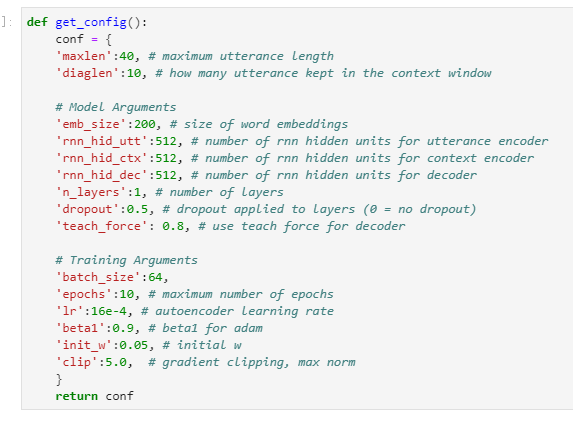 ]: def get_config():
conf = {
'maxlen':40, # maximum utterance length
'diaglen':10, # how many utterance kept in the context window
# Model Arguments
'emb_size':200, # size of word embeddings
'rnn_hid_utt':512, # number of rnn hidden units for utterance encoder
'rnn_hid_ctx':512, # number of rnn hidden units for context encoder
'rnn_hid_dec':512, # number of rnn hidden units for decoder
'n_layers':1, # number of layers
'dropout':0.5, # dropout applied to layers (0 = no dropout)
'teach_force': 0.8, # use teach force for decoder
# Training Arguments
'batch_size':64,
'epochs':10, # maximum number of epochs
'lr':16e-4, # autoencoder learning rate
'beta1':0.9, # beta1 for adam
'init_w':0.05, # initial w
'clip':5.0,  # gradient clipping, max norm
}
return conf